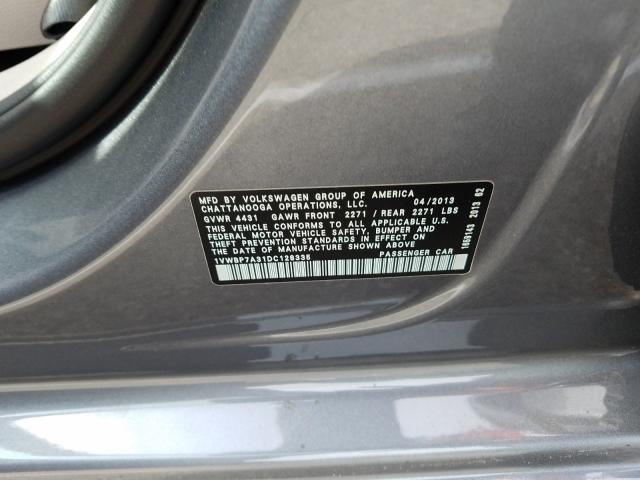 MFD BY VOLKSWAGEN GROUP OF AMERICA
CHATTANOOGA OPERATIONS, LLC. 04/2013
GVWR 4431 GAWR FRONT 2271 / REAR 2271 LBS
THIS VEHICLE CONFORMS TO ALL APPLICABLE U.S.
FEDERAL MOTOR VEHICLE SAFETY, BUMPER AND
THEFT PREVENTION STANDARDS IN EFFECT ON
THE DATE OF MANUFACTURE SHOWN ABOVE
1VWBP7A31DC128335 PASSENGER CAR
1659143 2013 62